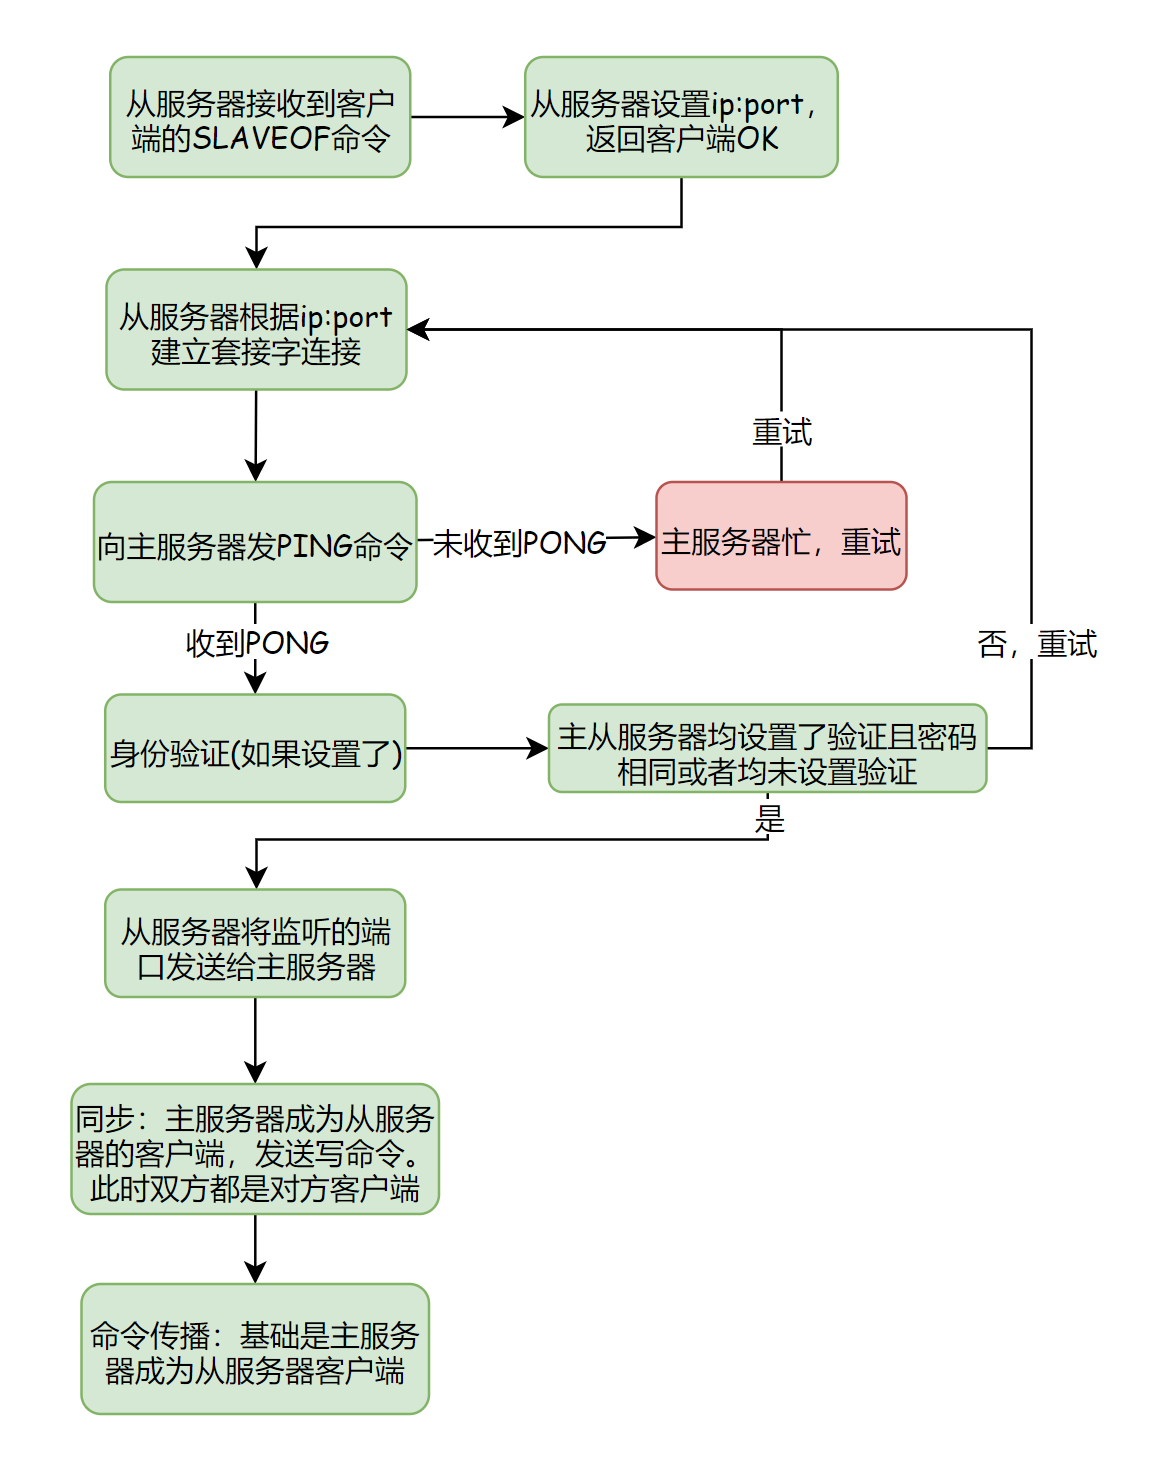 从服务器接收到客户
端的SLAVEOF命令
从服务器设置ip:port，
返回客户端OK
从服务器根据ip:port
建立套接字连接
重试
向主服务器发PING命令
未收到PONG
主服务器忙，重试
收到PONG
否，重试
身份验证(如果设置了)
主从服务器均设置了验证且密码
相同或者均未设置验证
是
从服务器将监听的端
口发送给主服务器
同步：主服务器成为从服务
器的客户端，发送写命令。
此时双方都是对方客户端
命令传播：基础是主服务
器成为从服务器客户端